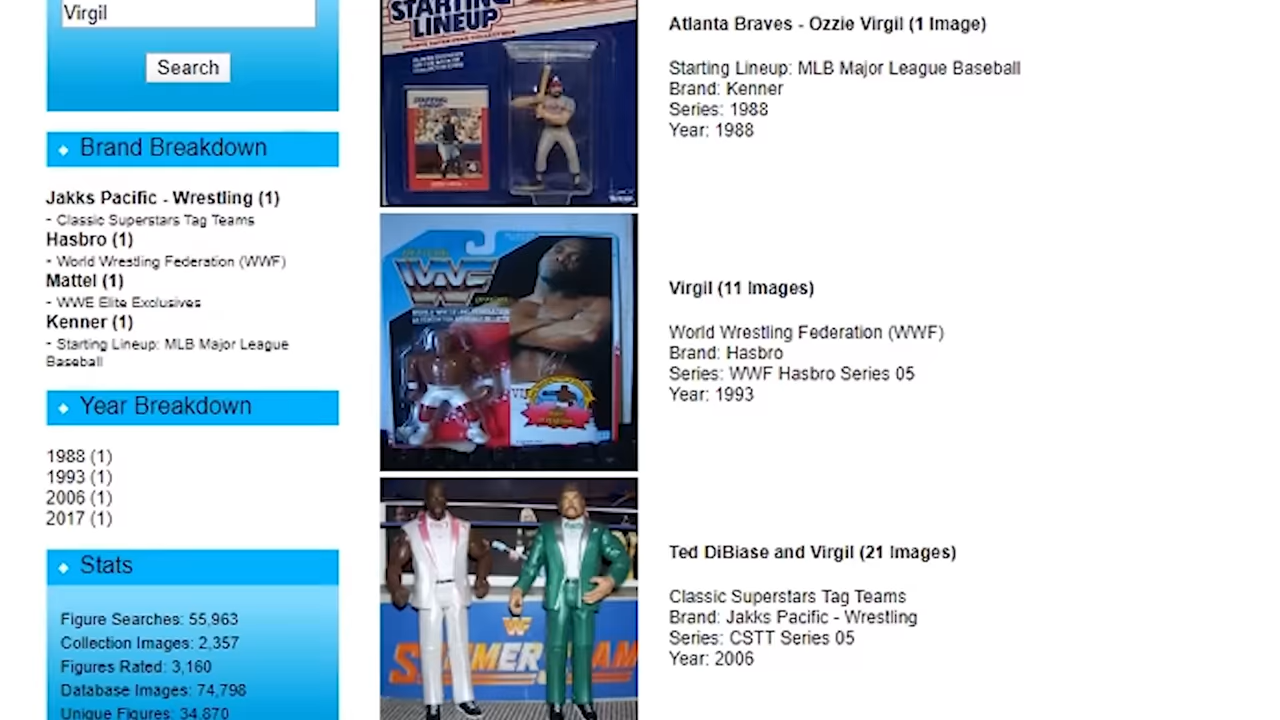 Virgil
Search
Brand Breakdown
Jakks Pacific - Wrestling (1)
- Classic Superstars Tag Teams
Hasbro (1)
- World Wrestling Federation (WWF)
Mattel (1)
- WWE Elite Exclusives
Kenner (1)
- Starting Lineup: MLB Major League
Baseball
Year Breakdown
1988 (1)
1993 (1)
2006 (1)
2017 (1)
Stats
Figure Searches: 55,963
Collection Images: 2,357
Figures Rated: 3,160
Database Images: 74,798
Unique Figures: 34,870
STARTING
LINEUP
Atlanta Braves - Ozzie Virgil (1 Image)
Starting Lineup: MLB Major League Baseball
Brand: Kenner
Series: 1988
Year: 1988
Virgil (11 Images)
World Wrestling Federation (WWF)
Brand: Hasbro
Series: WWF Hasbro Series 05
Year: 1993
Ted DiBiase and Virgil (21 Images)
Classic Superstars Tag Teams
Brand: Jakks Pacific - Wrestling
Series: CSTT Series 05
Year: 2006